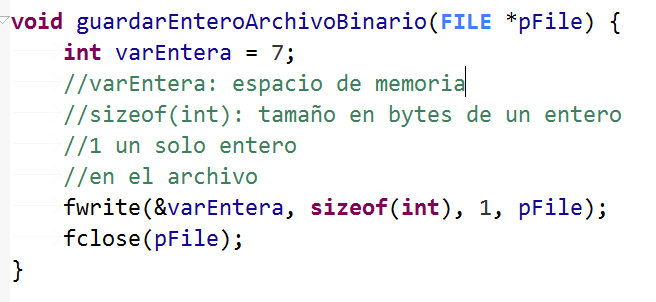 void guardarEnteroArchivoBinario(FILE *pFile) {
int varEntera = 7;
//varEntera: espacio de memoria
//sizeof(int): tamaño en bytes de un entero
//1 un solo entero
//en el archivo
fwrite(&varEntera, sizeof(int), 1, pFile);
fclose(pFile);
}